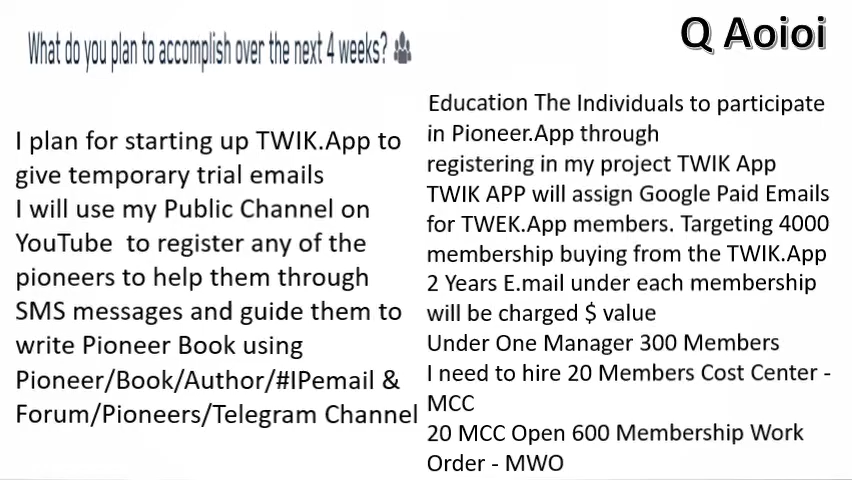 What do you plan to accomplish over the next 4 weeks?
Q Aoioi
I plan for starting up TWIK.App to
give temporary trial emails
I will use my Public Channel on
YouTube to register any of the
pioneers to help them through
SMS messages and guide them to
write Pioneer Book using
Pioneer/Book/Author/#IPemail &
Forum/Pioneers/Telegram Channel
Education The Individuals to participate
in Pioneer.App through
registering in my project TWIK App
TWIK APP will assign Google Paid Emails
for TWEK.App members. Targeting 4000
membership buying from the TWIK.App
2 Years E.mail under each membership
will be charged $ value
Under One Manager 300 Members
I need to hire 20 Members Cost Center -
MCC
20 MCC Open 600 Membership Work
Order - MWO